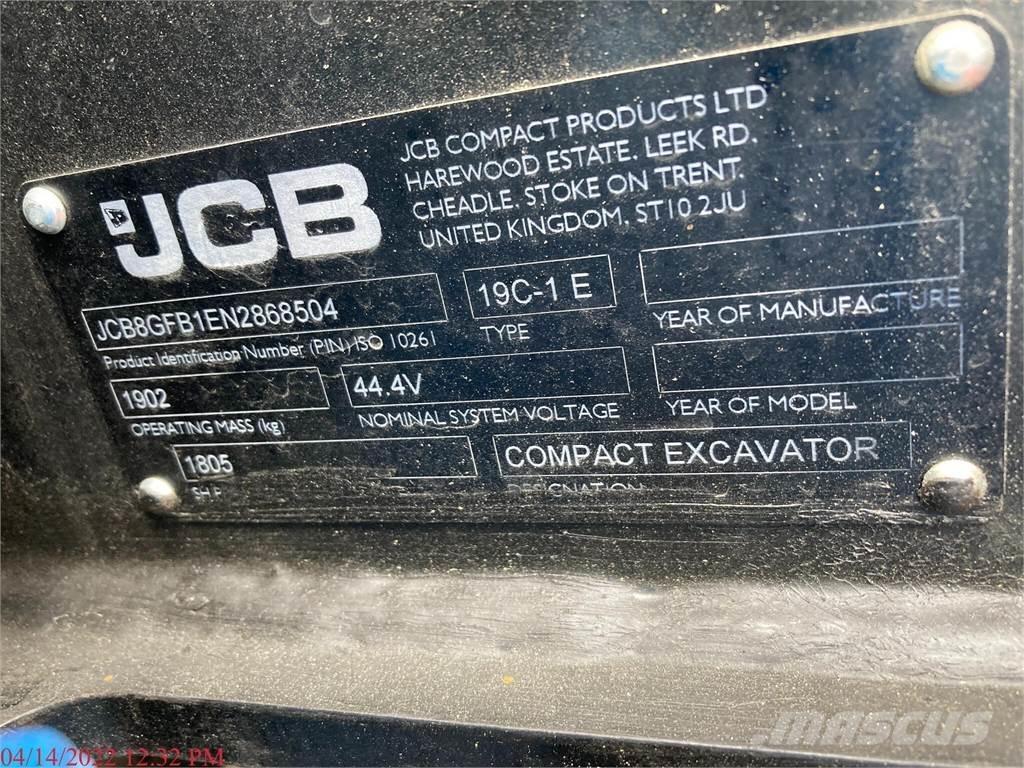 JCB
JCB COMPACT PRODUCTS LTD
HAREWOOD ESTATE. LEEK RD.
CHEADLE. STOKE ON TRENT.
UNITED KINGDOM. ST10 2JU
JCB8GFB1EN2868504
Product Identification Number (PIN) ISO 10261
19C-1 E
TYPE
YEAR OF MANUFACTURE
1902
OPERATING MASS (kg)
44.4V
NOMINAL SYSTEM VOLTAGE
YEAR OF MODEL
1805
COMPACT EXCAVATOR
DESIGNATION
MASCUS
04/14/2022 12:32 PM